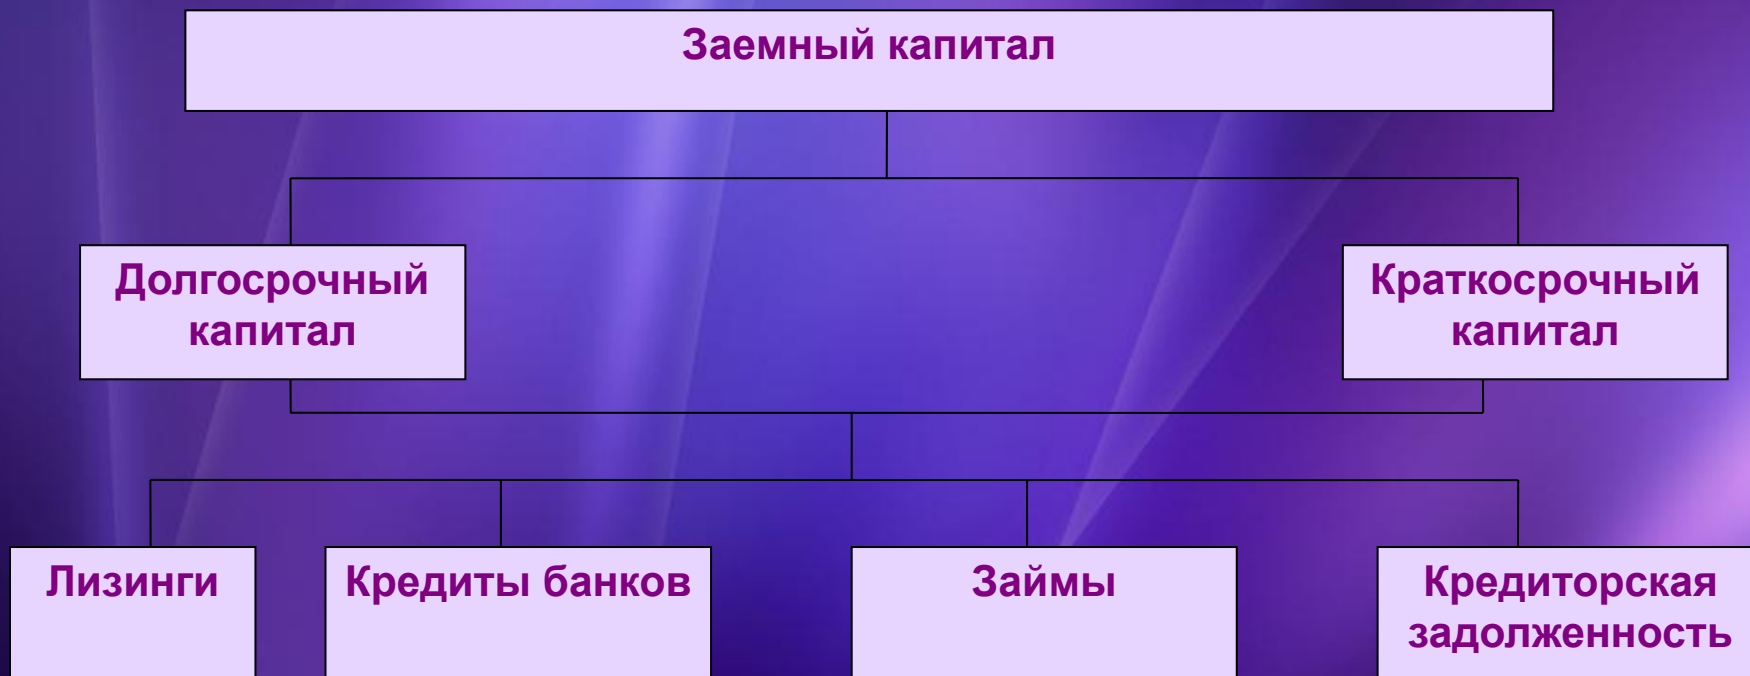 Заемный капитал
Долгосрочный
капитал
Краткосрочный
капитал
Лизинги
Кредиты банков
Займы
Кредиторская
задолженность